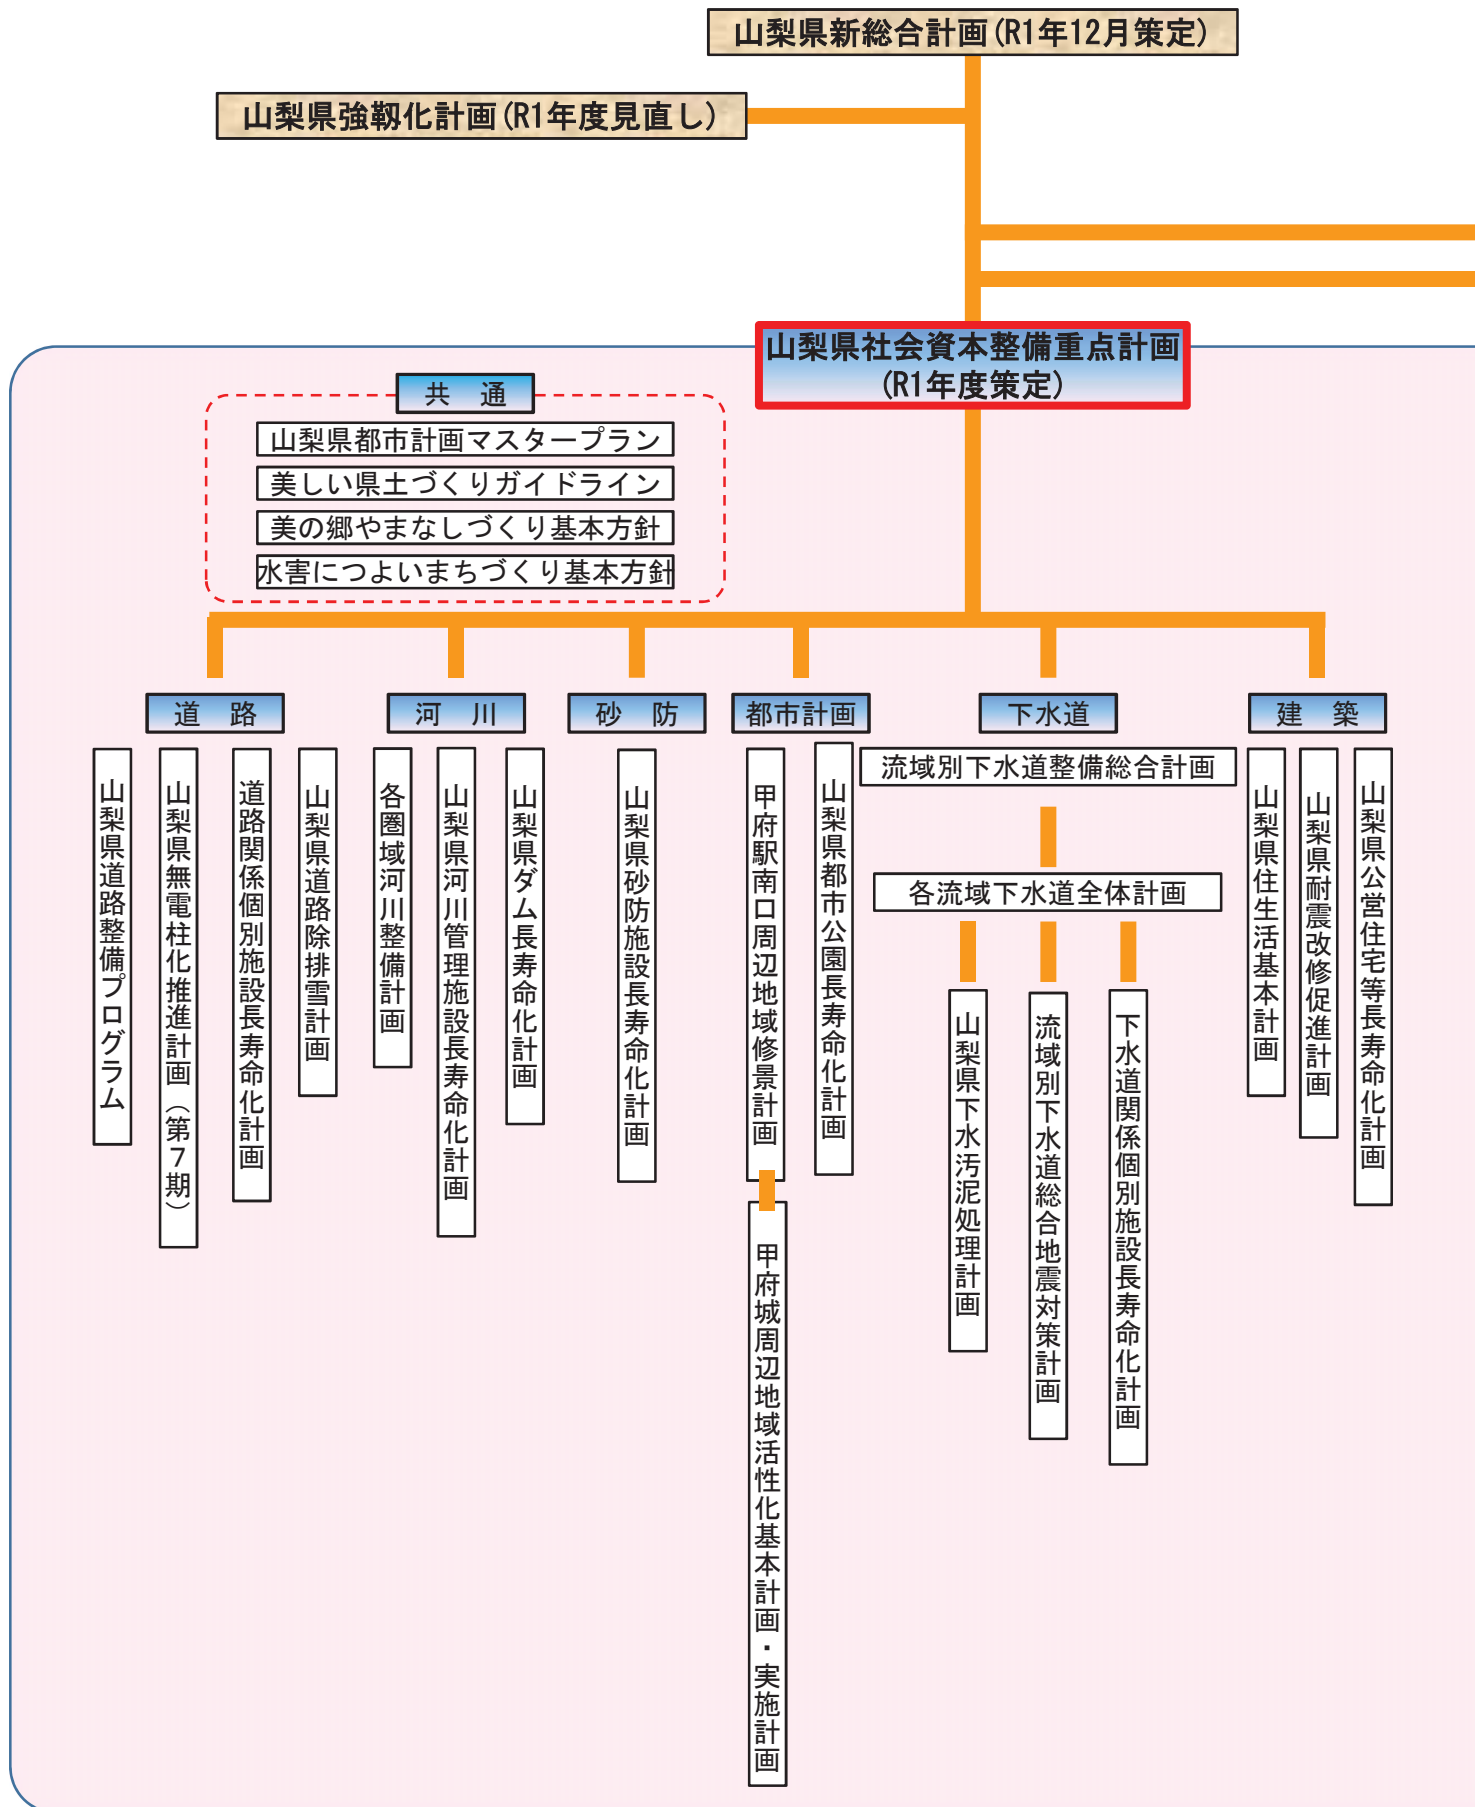 山梨県新総合計画(R1年12月策定)
山梨県強靱化計画(R1年度見直し)
山梨県社会資本整備重点計画
(R1年度策定)
共　通
山梨県都市計画マスタープラン
美しい県土づくりガイドライン
美の郷やまなしづくり基本方針
水害につよいまちづくり基本方針
道　路
山梨県道路整備プログラム
山梨県無電柱化推進計画（第7期）
道路関係個別施設長寿命化計画
山梨県道路除排雪計画
河　川
各圏域河川整備計画
山梨県河川管理施設長寿命化計画
山梨県ダム長寿命化計画
砂　防
山梨県砂防施設長寿命化計画
都市計画
甲府駅南口周辺地域修景計画
甲府城周辺地域活性化基本計画・実施計画
山梨県都市公園長寿命化計画
下水道
流域別下水道整備総合計画
各流域下水道全体計画
山梨県下水汚泥処理計画
流域別下水道総合地震対策計画
下水道関係個別施設長寿命化計画
建　築
山梨県住生活基本計画
山梨県耐震改修促進計画
山梨県公営住宅等長寿命化計画